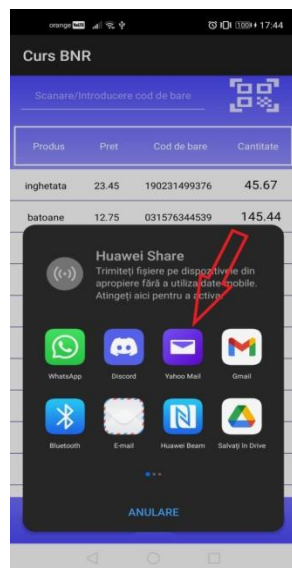 orange 100% 17:44
Curs BNR
Scanare/Introducere cod de bare
Produs Pret Cod de bare Cantitate
inghetata 23.45 190231499376 45.67
batoane 12.75 031576344539 145.44
Huawei Share
Trimiteți fișiere pe dispozitivele din
apropiere fără a utiliza date mobile.
Atingeți aici pentru a activa.
WhatsApp Discord Yahoo Mail Gmail
Bluetooth E-mail Huawei Beam Salvați în Drive
ANULARE